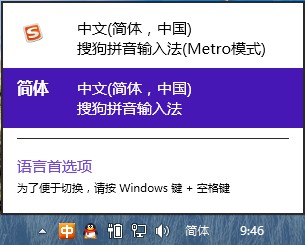 中文(简体，中国)
搜狗拼音输入法(Metro模式)
简体 中文(简体，中国)
搜狗拼音输入法
语言首选项
为了便于切换，请按 Windows 键 + 空格键
中 简体 9:46